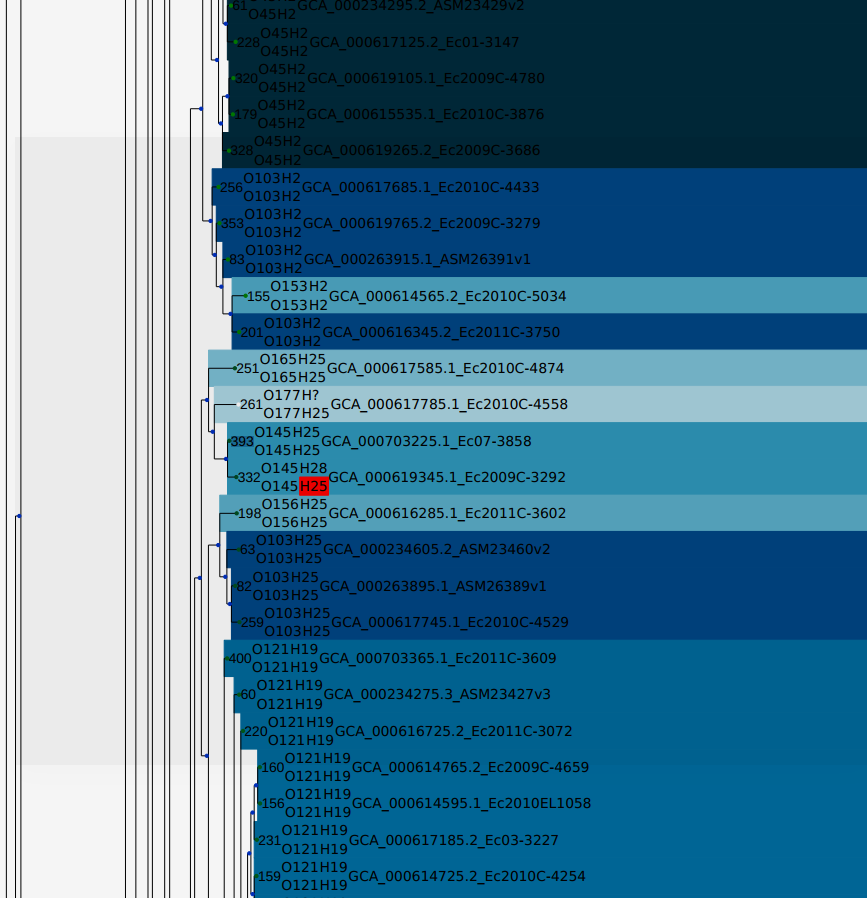 61 GCA_000234295.2_ASM23429v2
O45H2
O45H2
228 GCA_000617125.2_Ec01-3147
O45H2
O45H2
320 GCA_000619105.1_Ec2009C-4780
O45H2
O45H2
179 GCA_000615535.1_Ec2010C-3876
O45H2
O45H2
328 GCA_000619265.2_Ec2009C-3686
O45H2
O103H2
256 GCA_000617685.1_Ec2010C-4433
O103H2
O103H2
353 GCA_000619765.2_Ec2009C-3279
O103H2
O103H2
83 GCA_000263915.1_ASM26391v1
O103H2
O153H2
155 GCA_000614565.2_Ec2010C-5034
O153H2
O103H2
201 GCA_000616345.2_Ec2011C-3750
O103H2
O165H25
251 GCA_000617585.1_Ec2010C-4874
O165H25
O177H?
261 GCA_000617785.1_Ec2010C-4558
O177H25
O145H25
393 GCA_000703225.1_Ec07-3858
O145H25
O145H28
332 GCA_000619345.1_Ec2009C-3292
O145H25
O156H25
198 GCA_000616285.1_Ec2011C-3602
O156H25
O103H25
63 GCA_000234605.2_ASM23460v2
O103H25
O103H25
82 GCA_000263895.1_ASM26389v1
O103H25
O103H25
259 GCA_000617745.1_Ec2010C-4529
O103H25
O121H19
400 GCA_000703365.1_Ec2011C-3609
O121H19
O121H19
60 GCA_000234275.3_ASM23427v3
O121H19
O121H19
220 GCA_000616725.2_Ec2011C-3072
O121H19
O121H19
160 GCA_000614765.2_Ec2009C-4659
O121H19
O121H19
156 GCA_000614595.1_Ec2010EL1058
O121H19
O121H19
231 GCA_000617185.2_Ec03-3227
O121H19
O121H19
159 GCA_000614725.2_Ec2010C-4254
O121H19